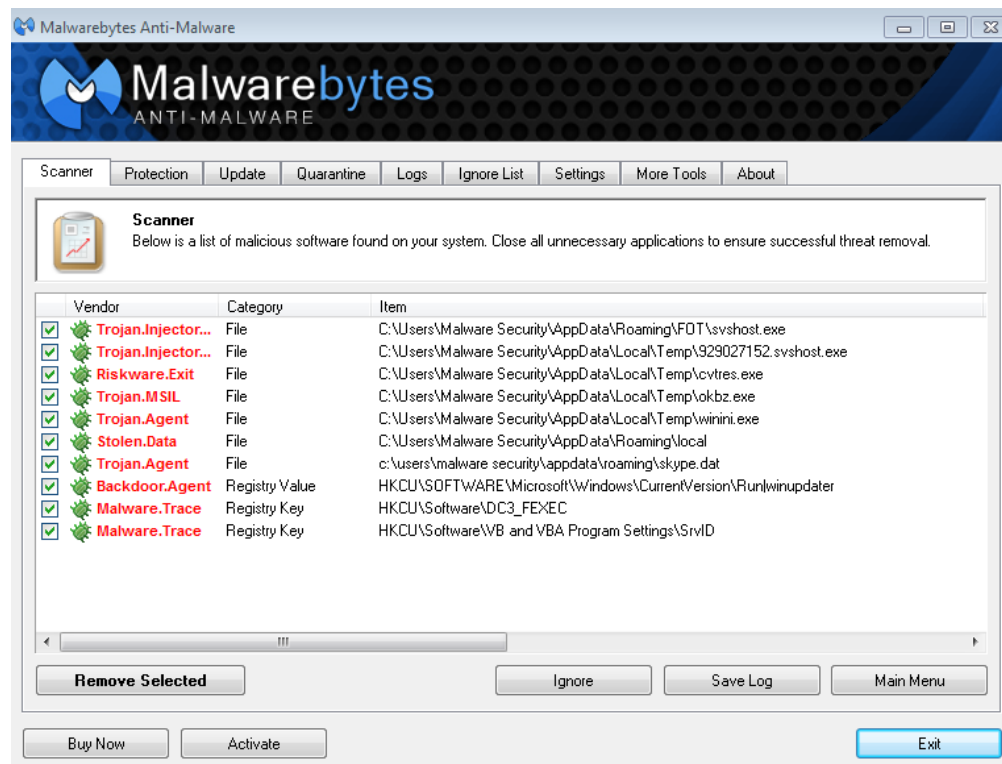 Malwarebytes Anti-Malware
Malwarebytes
ANTI-MALWARE
Scanner Protection Update Quarantine Logs Ignore List Settings More Tools About
Scanner
Below is a list of malicious software found on your system. Close all unnecessary applications to ensure successful threat removal.
Vendor Category Item
Trojan.Injector... File C:\Users\Malware Security\AppData\Roaming\FOT\svshost.exe
Trojan.Injector... File C:\Users\Malware Security\AppData\Local\Temp\929027152.svshost.exe
Riskware.Exit File C:\Users\Malware Security\AppData\Local\Temp\cvtres.exe
Trojan.MSIL File C:\Users\Malware Security\AppData\Local\Temp\okbz.exe
Trojan.Agent File C:\Users\Malware Security\AppData\Local\Temp\winini.exe
Stolen.Data File C:\Users\Malware Security\AppData\Roaming\local
Trojan.Agent File c:\users\malware security\appdata\roaming\skype.dat
Backdoor.Agent Registry Value HKCU\SOFTWARE\Microsoft\Windows\CurrentVersion\Run|winupdater
Malware.Trace Registry Key HKCU\Software\DC3_FEXEC
Malware.Trace Registry Key HKCU\Software\VB and VBA Program Settings\SrvID
Remove Selected Ignore Save Log Main Menu
Buy Now Activate Exit